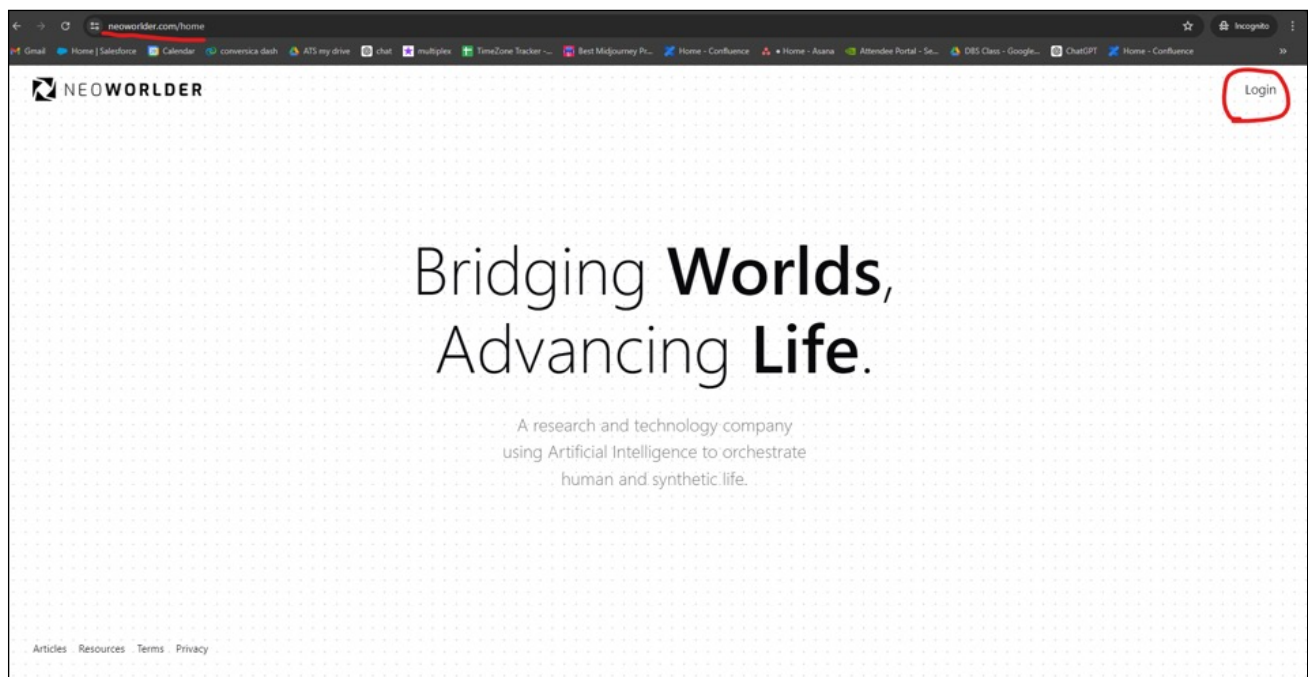 neoworlder.com/home
Incognito
Gmail Home | Salesforce Calendar conversica dash ATS my drive chat multiplex TimeZone Tracker -... Best Midjourney Pr... Home - Confluence Home - Asana Attendee Portal - Se... DBS Class - Google... ChatGPT Home - Confluence
NEOWORLDER
Login
Bridging Worlds,
Advancing Life.
A research and technology company
using Artificial Intelligence to orchestrate
human and synthetic life.
Articles Resources Terms Privacy